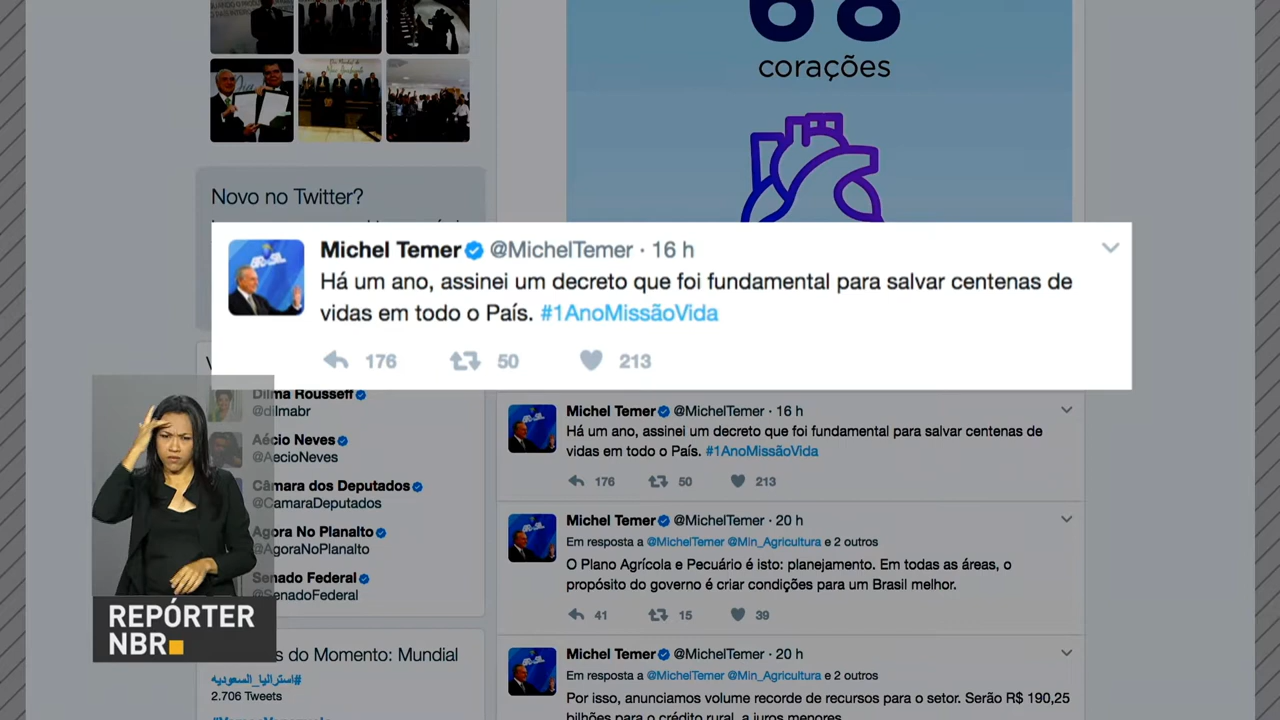 68
corações
Novo no Twitter?
Michel Temer @MichelTemer · 16 h
Há um ano, assinei um decreto que foi fundamental para salvar centenas de
vidas em todo o País. #1AnoMissãoVida
176 50 213
Dilma Rousseff
@dilmabr
Aécio Neves
@AecioNeves
Câmara dos Deputados
@CamaraDeputados
Agora No Planalto
@AgoraNoPlanalto
Senado Federal
@SenadoFederal
REPÓRTER
NBR
s do Momento: Mundial
#استراليا_السعوديه
2.706 Tweets
Michel Temer @MichelTemer · 16 h
Há um ano, assinei um decreto que foi fundamental para salvar centenas de
vidas em todo o País. #1AnoMissãoVida
176 50 213
Michel Temer @MichelTemer · 20 h
Em resposta a @MichelTemer @Min_Agricultura e 2 outros
O Plano Agrícola e Pecuário é isto: planejamento. Em todas as áreas, o
propósito do governo é criar condições para um Brasil melhor.
41 15 39
Michel Temer @MichelTemer · 20 h
Em resposta a @MichelTemer @Min_Agricultura e 2 outros
Por isso, anunciamos volume recorde de recursos para o setor. Serão R$ 190,25
bilhões para o crédito rural, a juros menores.